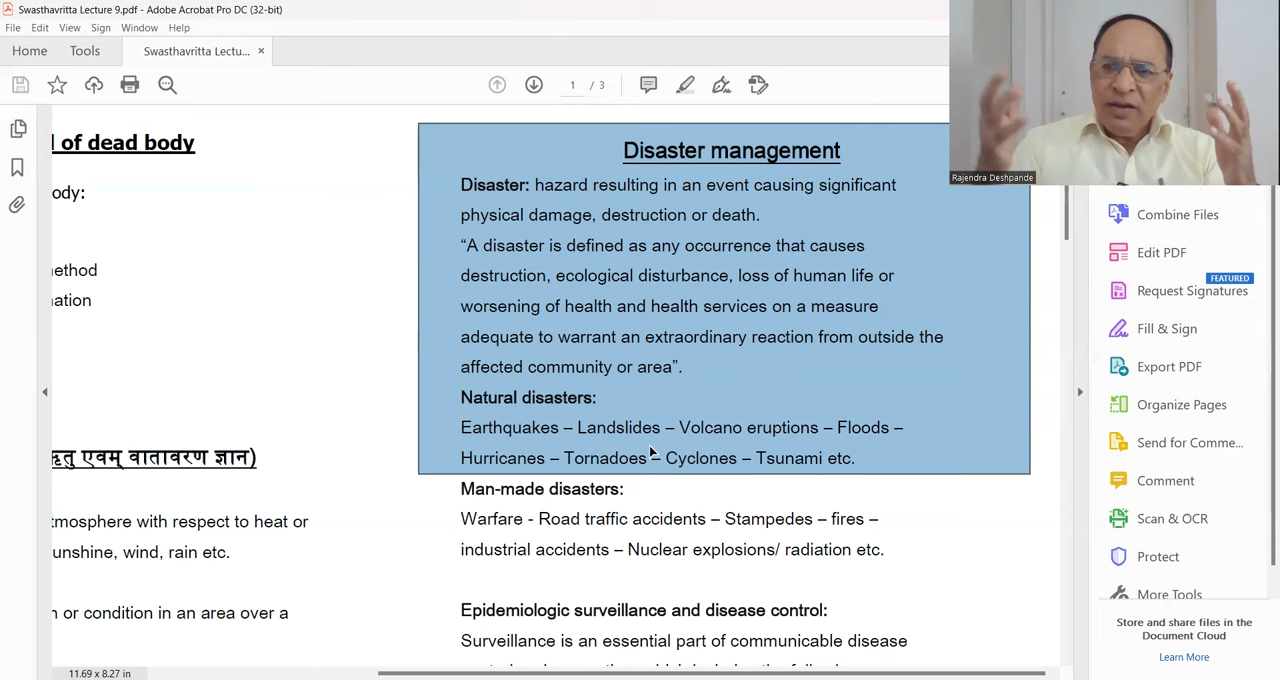 Swasthavritta Lecture 9.pdf - Adobe Acrobat Pro DC (32-bit)
File Edit View Sign Window Help
Home Tools Swasthavritta Lectu... ×
1 / 3
l of dead body
ody:
ethod
ation
ऋतु एवम् वातावरण ज्ञान)
tmosphere with respect to heat or
unshine, wind, rain etc.
n or condition in an area over a
Disaster management
Disaster: hazard resulting in an event causing significant
physical damage, destruction or death.
“A disaster is defined as any occurrence that causes
destruction, ecological disturbance, loss of human life or
worsening of health and health services on a measure
adequate to warrant an extraordinary reaction from outside the
affected community or area”.
Natural disasters:
Earthquakes – Landslides – Volcano eruptions – Floods –
Hurricanes – Tornadoes – Cyclones – Tsunami etc.
Man-made disasters:
Warfare - Road traffic accidents – Stampedes – fires –
industrial accidents – Nuclear explosions/ radiation etc.
Epidemiologic surveillance and disease control:
Surveillance is an essential part of communicable disease
Rajendra Deshpande
Combine Files
Edit PDF
FEATURED
Request Signatures
Fill & Sign
Export PDF
Organize Pages
Send for Comme...
Comment
Scan & OCR
Protect
More Tools
Store and share files in the
Document Cloud
Learn More
11.69 x 8.27 in